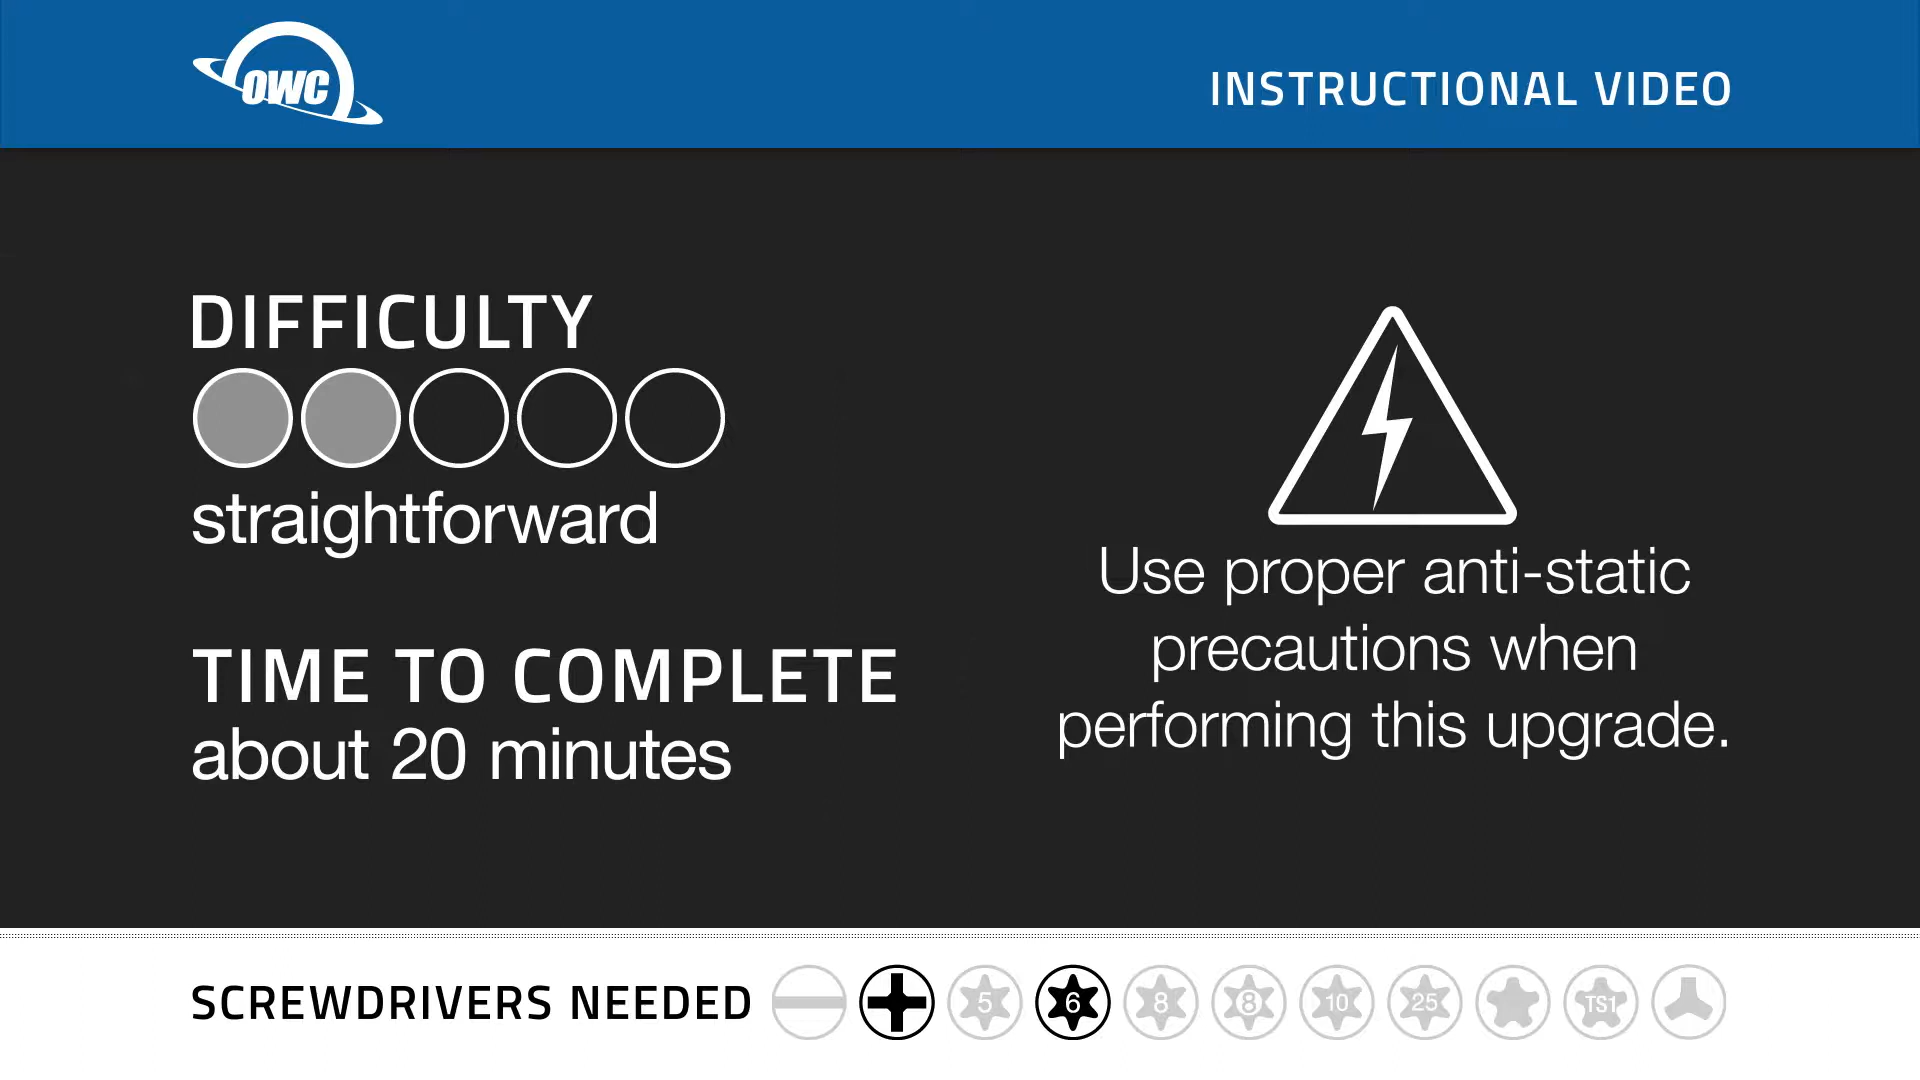 OWC
INSTRUCTIONAL VIDEO
DIFFICULTY
straightforward
TIME TO COMPLETE
about 20 minutes
Use proper anti-static
precautions when
performing this upgrade.
SCREWDRIVERS NEEDED 5 6 8 8 10 25 TS1